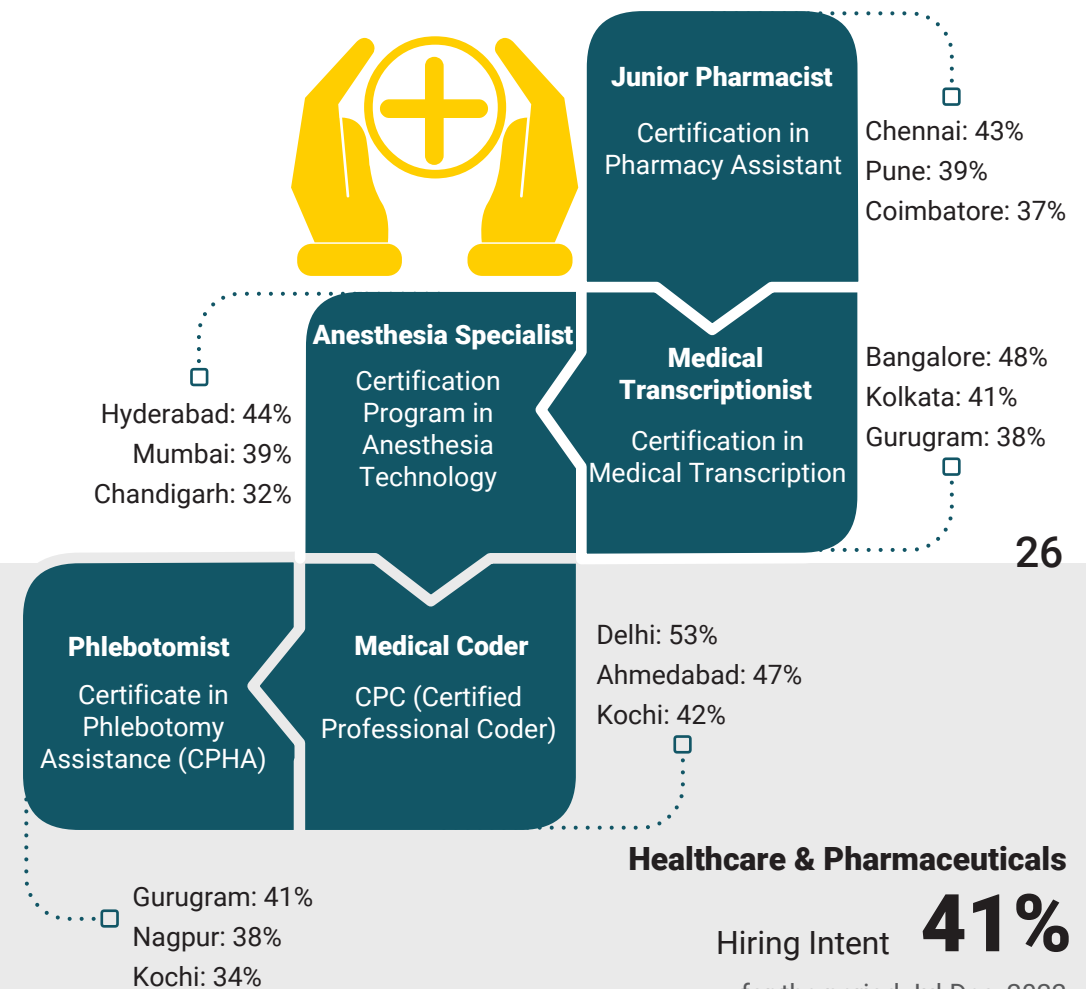 Junior Pharmacist
Certification in
Pharmacy Assistant
Chennai: 43%
Pune: 39%
Coimbatore: 37%
Anesthesia Specialist
Certification
Program in
Anesthesia
Technology
Hyderabad: 44%
Mumbai: 39%
Chandigarh: 32%
Medical
Transcriptionist
Certification in
Medical Transcription
Bangalore: 48%
Kolkata: 41%
Gurugram: 38%
26
Phlebotomist
Certificate in
Phlebotomy
Assistance (CPHA)
Medical Coder
CPC (Certified
Professional Coder)
Delhi: 53%
Ahmedabad: 47%
Kochi: 42%
Gurugram: 41%
Nagpur: 38%
Kochi: 34%
Healthcare & Pharmaceuticals
Hiring Intent 41%